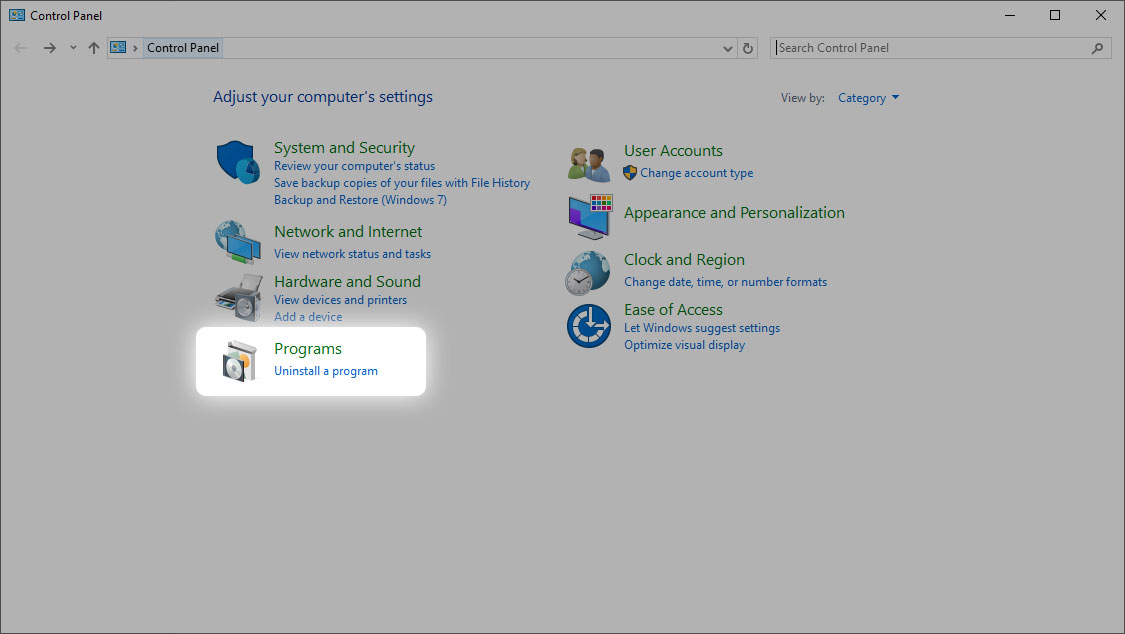 Control Panel
Control Panel
Search Control Panel
Adjust your computer's settings
View by: Category
System and Security
Review your computer's status
Save backup copies of your files with File History
Backup and Restore (Windows 7)
Network and Internet
View network status and tasks
Hardware and Sound
View devices and printers
Add a device
Programs
Uninstall a program
User Accounts
Change account type
Appearance and Personalization
Clock and Region
Change date, time, or number formats
Ease of Access
Let Windows suggest settings
Optimize visual display